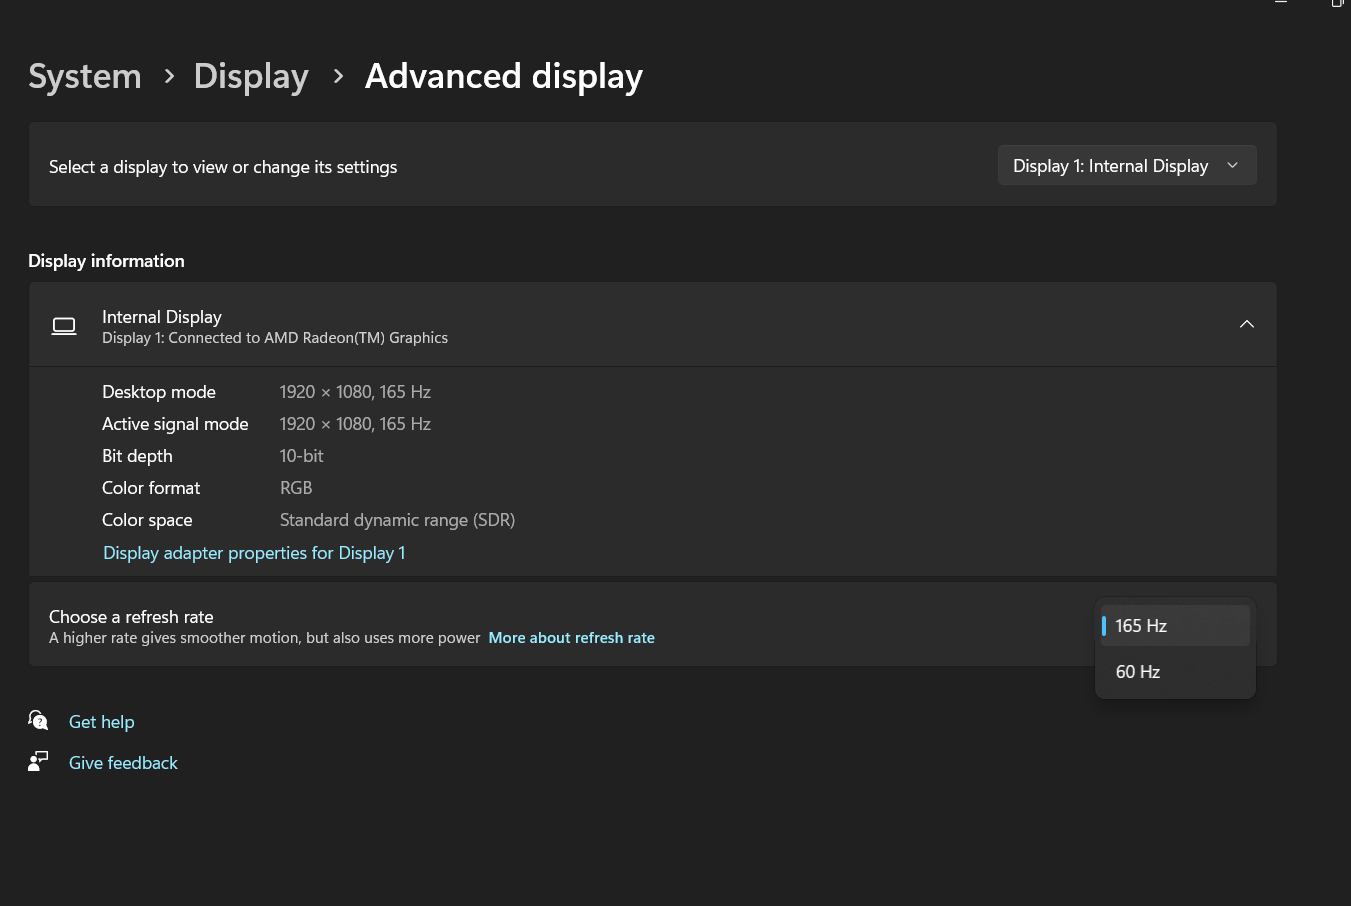 System > Display > Advanced display
Select a display to view or change its settings
Display 1: Internal Display
Display information
Internal Display
Display 1: Connected to AMD Radeon(TM) Graphics
Desktop mode 1920 × 1080, 165 Hz
Active signal mode 1920 × 1080, 165 Hz
Bit depth 10-bit
Color format RGB
Color space Standard dynamic range (SDR)
Display adapter properties for Display 1
Choose a refresh rate
A higher rate gives smoother motion, but also uses more power More about refresh rate
165 Hz
60 Hz
Get help
Give feedback